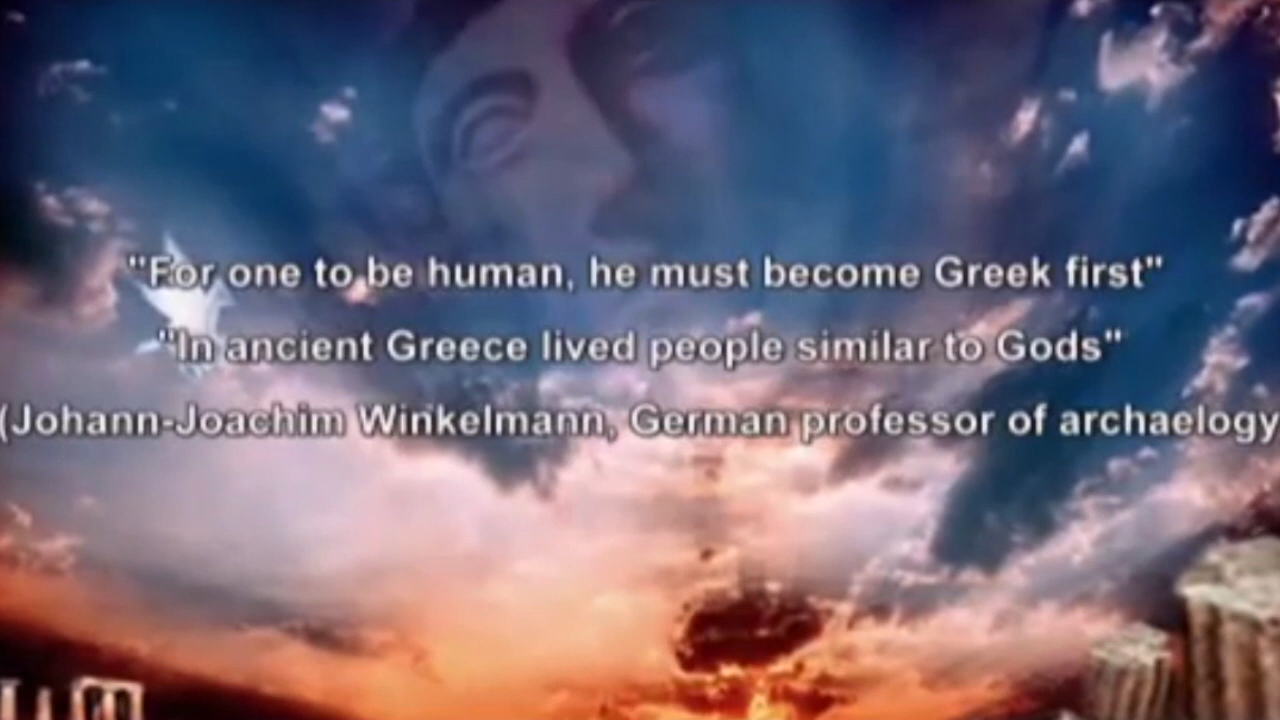 "For one to be human, he must become Greek first"
"In ancient Greece lived people similar to Gods"
(Johann-Joachim Winkelmann, German professor of archaelogy